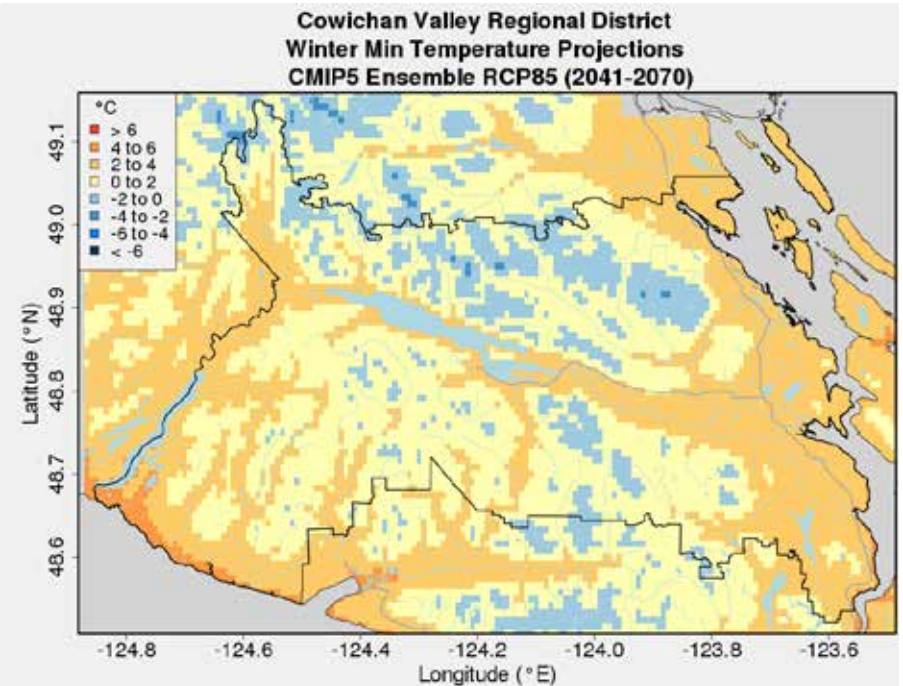 Cowichan Valley Regional District
Winter Min Temperature Projections
CMIP5 Ensemble RCP85 (2041-2070)
°C
> 6
4 to 6
2 to 4
0 to 2
-2 to 0
-4 to -2
-6 to -4
< -6
Latitude (°N)
49.1
49.0
48.9
48.8
48.7
48.6
-124.8 -124.6 -124.4 -124.2 -124.0 -123.8 -123.6
Longitude (°E)